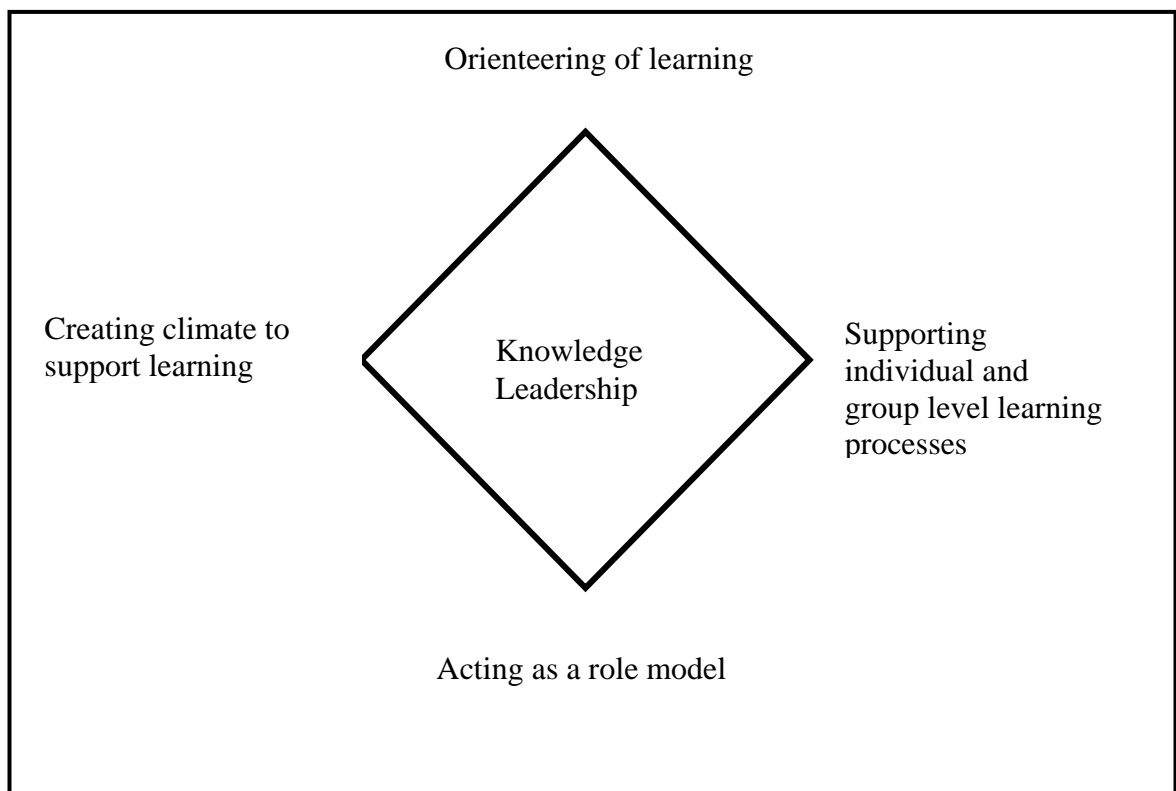 Orienteering of learning
Creating climate to
support learning
Knowledge
Leadership
Supporting
individual and
group level learning
processes
Acting as a role model